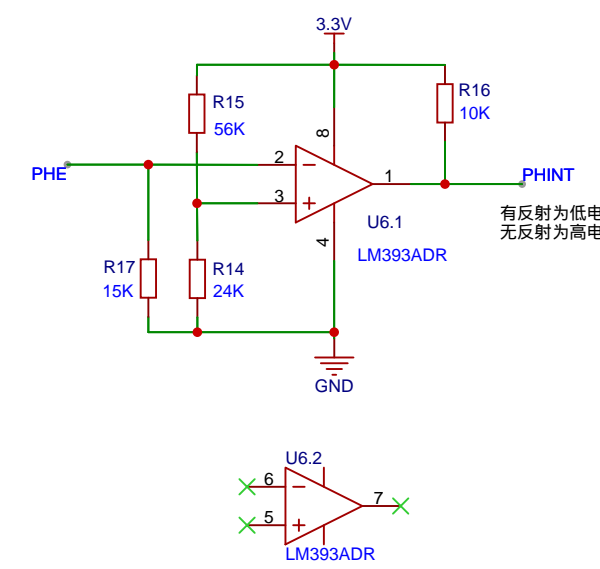 3.3V
R15
56K
R16
10K
8
PHE
2
−
1
PHINT
3
+
有反射为低电
无反射为高电
U6.1
4
LM393ADR
R17
15K
R14
24K
GND
U6.2
6
−
7
5
+
LM393ADR